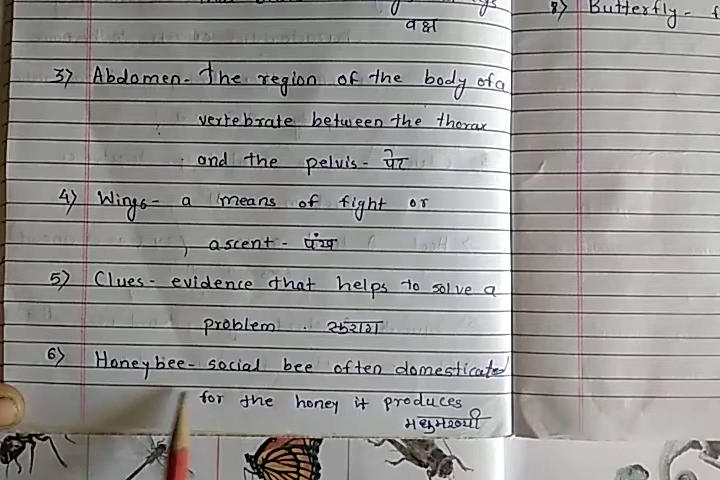 वक्ष
3) Abdomen - The region of the body of a
vertebrate between the thorax
and the pelvis - पेट
4) Wings - a means of fight or
ascent - पंख
5) Clues - evidence that helps to solve a
problem . सुराग
6) Honeybee - social bee often domesticated
for the honey it produces
मधुमख्यी
8) Butterfly -